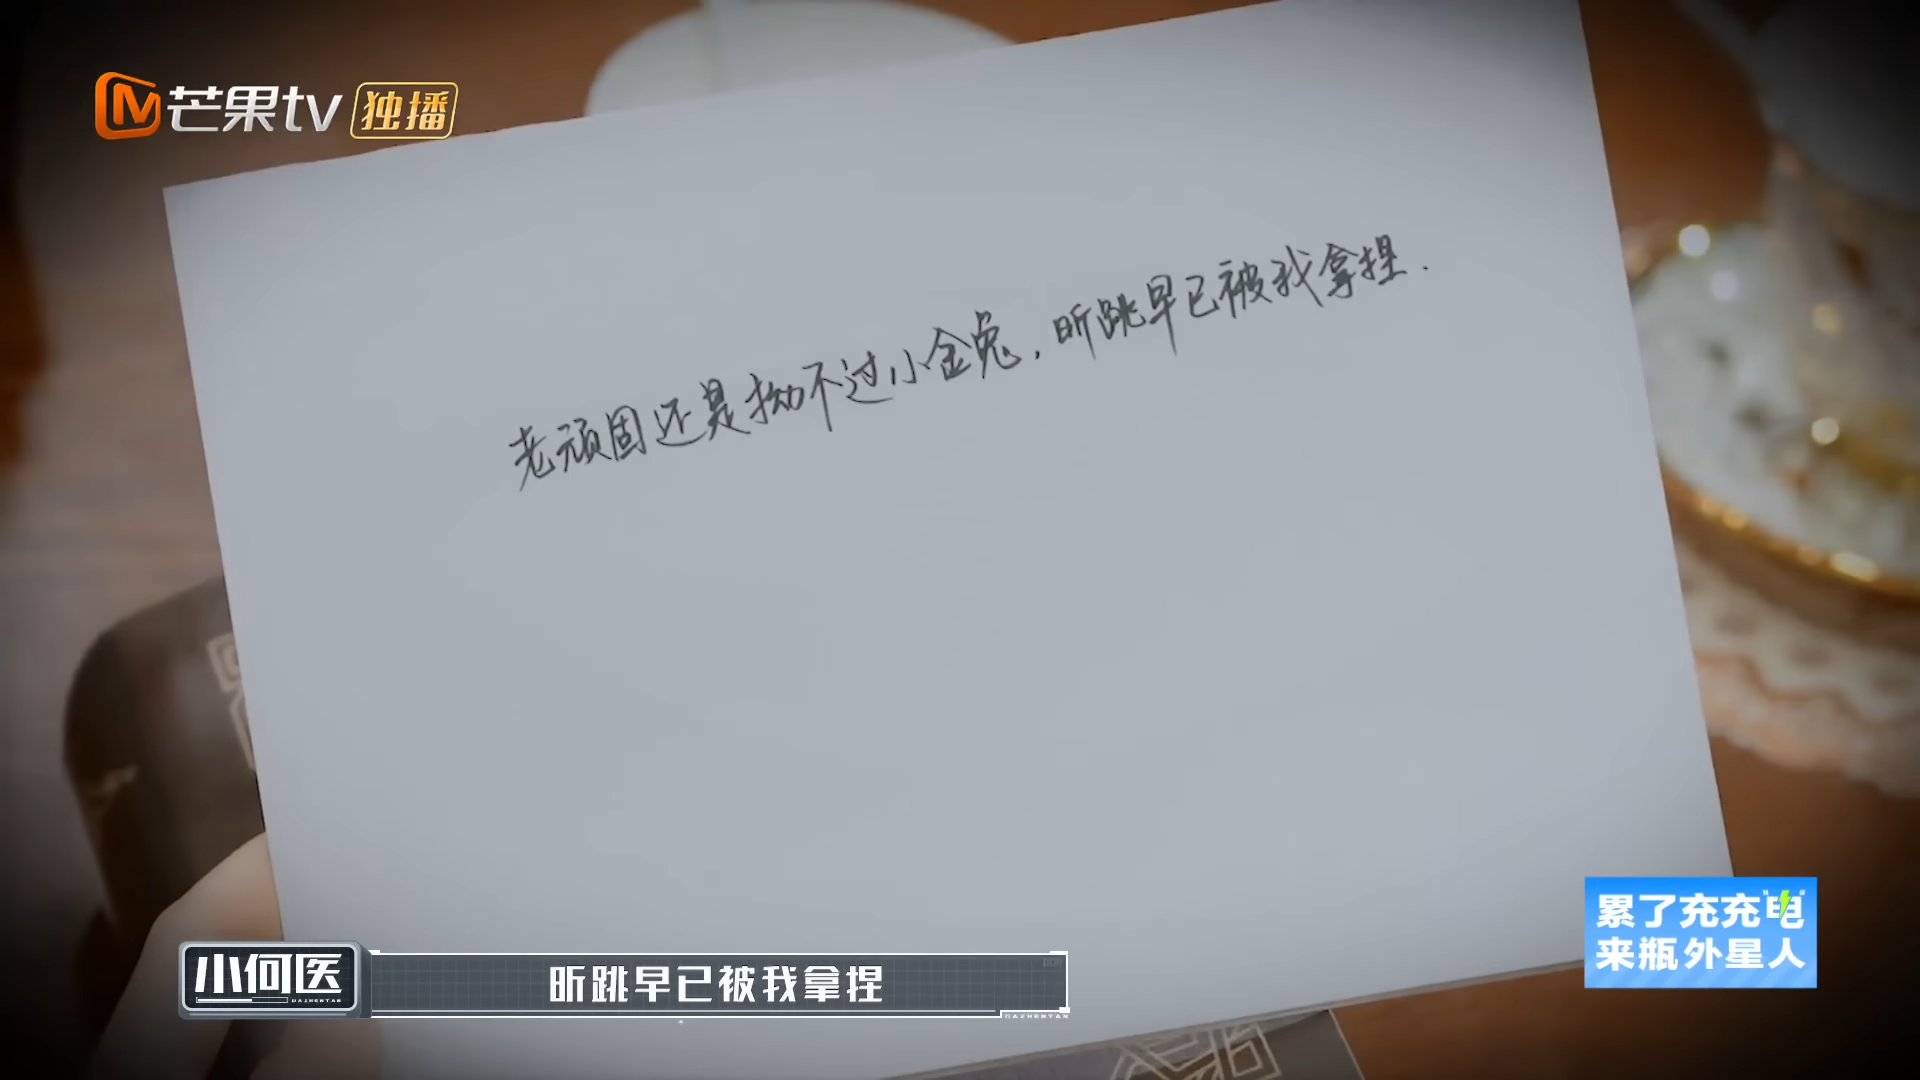 芒果tv 独播
老顽固还是拗不过小金兔，昕跳早已被我拿捏.
小何医
DAZHENTAN
昕跳早已被我拿捏
DAZHENTAN
累了充充"电"
来瓶外星人